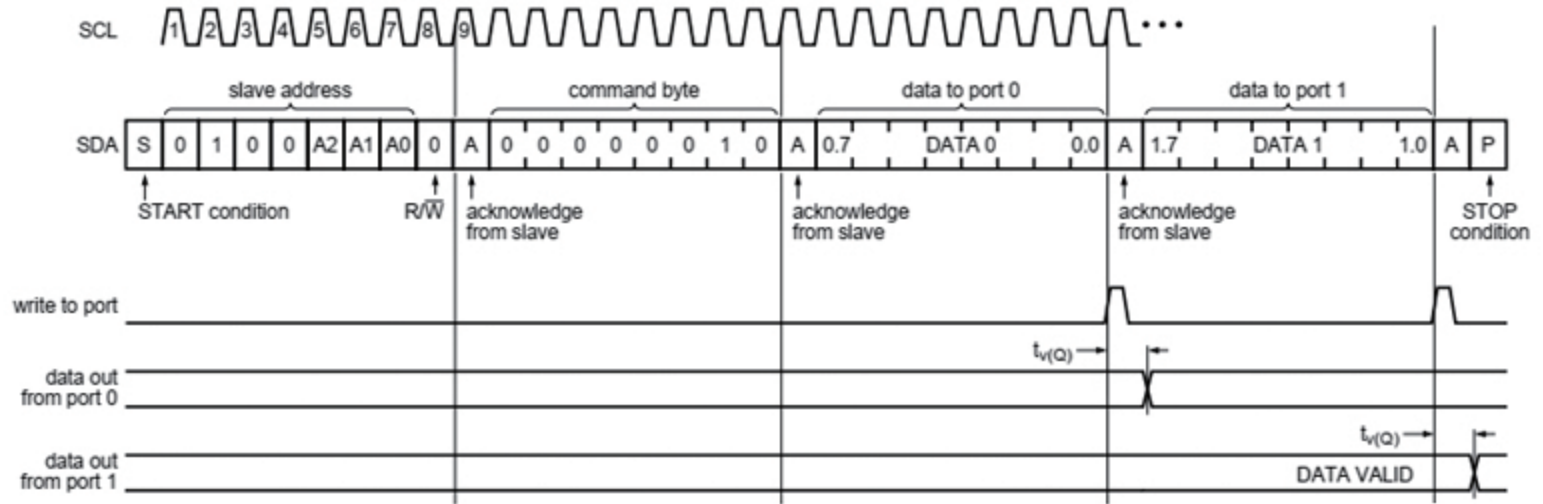 SCL 1 2 3 4 5 6 7 8 9 •••
slave address command byte data to port 0 data to port 1
SDA S 0 1 0 0 A2 A1 A0 0 A 0 0 0 0 0 0 1 0 A 0.7 DATA 0 0.0 A 1.7 DATA 1 1.0 A P
START condition R/W̅ acknowledge from slave acknowledge from slave acknowledge from slave STOP condition
write to port
tv(Q)
data out
from port 0
tv(Q)
data out
from port 1 DATA VALID